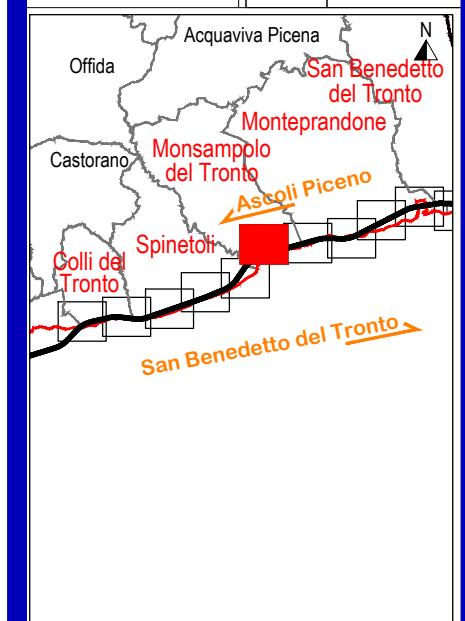 Acquaviva Picena
N
Offida
San Benedetto
del Tronto
Monteprandone
Castorano
Monsampolo
del Tronto
Ascoli Piceno
Spinetoli
Colli del
Tronto
San Benedetto del Tronto